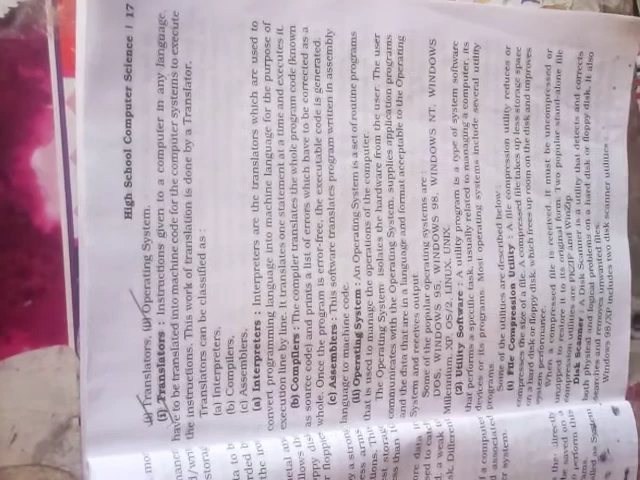 High School Computer Science | 17
Translators, (ii) Operating System.
(i) Translators : Instructions given to a computer in any language,
have to be translated into machine code for the computer systems to execute
the instructions. This work of translation is done by a Translator.
Translators can be classified as :
(a) Interpreters,
(b) Compilers,
(c) Assemblers.
(a) Interpreters : Interpreters are the translators which are used to
convert programming language into machine language for the purpose of
execution line by line. It translates one statement at a time and executes it.
(b) Compilers : The complier translates the whole program code (known
as source code) and prints a list of errors which have to be corrected as a
whole. Once the program is error-free, the executable code is generated.
(c) Assemblers : This software translates program written in assembly
language to machine code.
(ii) Operating System : An Operating System is a set of routine programs
that is used to manage the operations of the computer.
The Operating System isolates the hardware from the user. The user
communicates with the Operating System, supplies application programs
and the data that are in a language and format acceptable to the Operating
System and receives output.
Some of the popular operating systems are :
DOS, WINDOWS 95, WINDOWS 98, WINDOWS NT, WINDOWS
Millennium, XP OS/2, LINUX, UNIX.
(2) Utility Software : A utility program is a type of system software
that performs a specific task, usually related to managing a computer, its
devices or its programs. Most operating systems include several utility
programs.
Some of the utilities are described below :
(i) File Compression Utility : A file compression utility reduces or
compresses the size of a file. A compressed file takes up less storage space
on a hard disk or floppy disk, which frees up room on the disk and improves
system performance.
When a compressed file is received, it must be uncompressed or
unzipped to restore it to its original form. Two popular stand-alone file
compression utilities are PKZIP and WinZip.
Disk Scanner : A Disk Scanner is a utility that detects and corrects
both physical and logical problems on a hard disk or floppy disk. It also
searches and removes unwanted files.
Windows 98/XP includes two disk scanner utilities